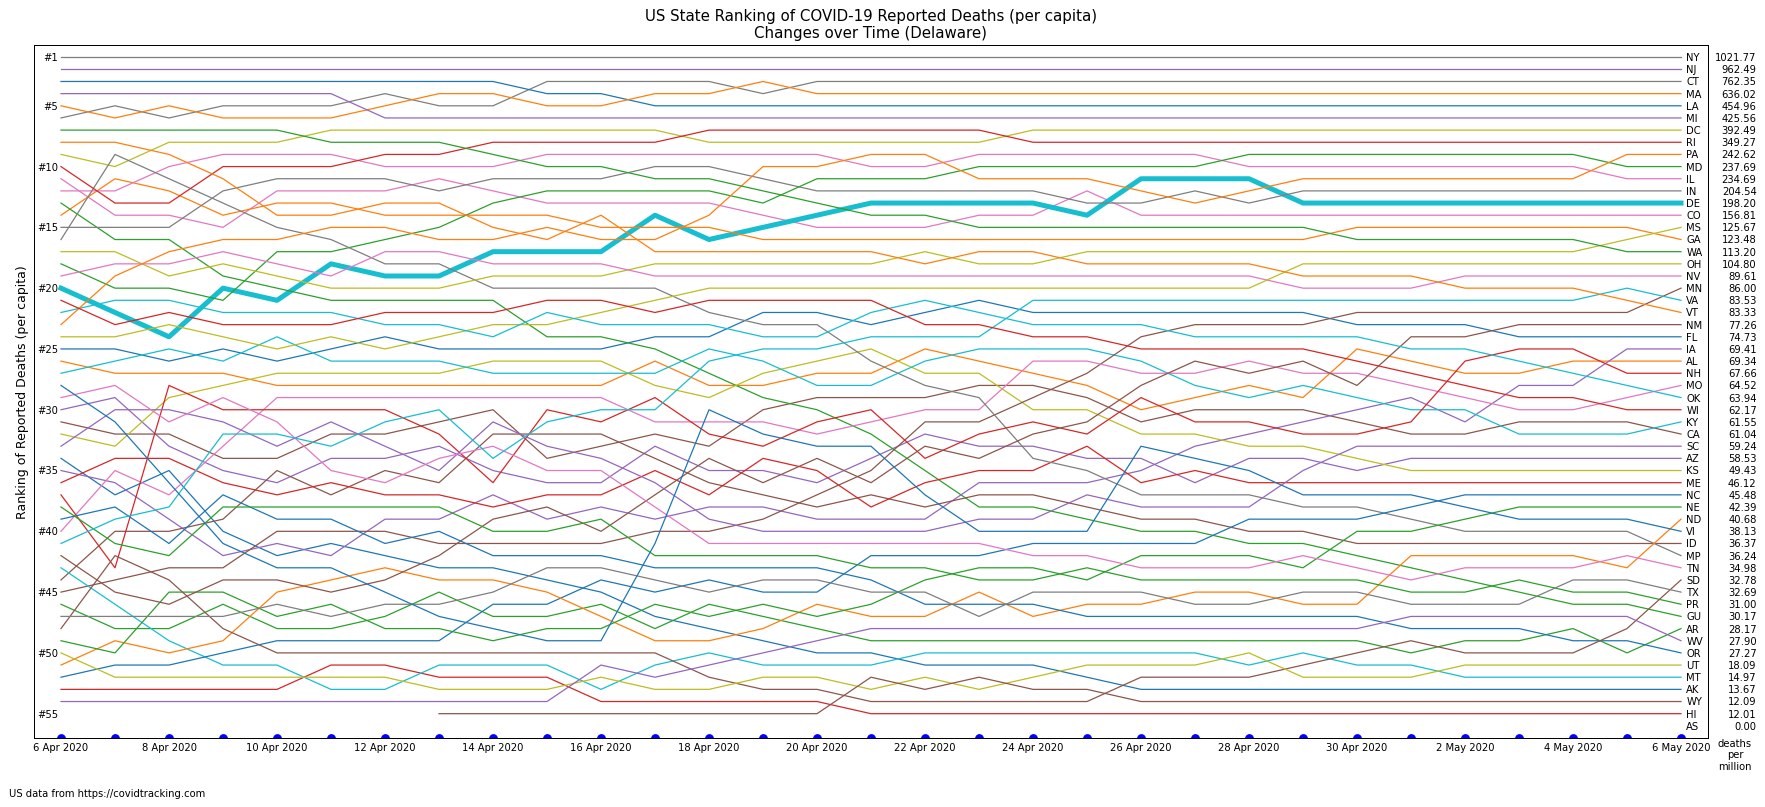 US State Ranking of COVID-19 Reported Deaths (per capita)
Changes over Time (Delaware)
Ranking of Reported Deaths (per capita)
#1
#5
#10
#15
#20
#25
#30
#35
#40
#45
#50
#55
NY 1021.77
NJ 962.49
CT 762.35
MA 636.02
LA 454.96
MI 425.56
DC 392.49
RI 349.27
PA 242.62
MD 237.69
IL 234.69
IN 204.54
DE 198.20
CO 156.81
MS 125.67
GA 123.48
WA 113.20
OH 104.80
NV 89.61
MN 86.00
VA 83.53
VT 83.33
NM 77.26
FL 74.73
IA 69.41
AL 69.34
NH 67.66
MO 64.52
OK 63.94
WI 62.17
KY 61.55
CA 61.04
SC 59.24
AZ 58.53
KS 49.43
ME 46.12
NC 45.48
NE 42.39
ND 40.68
VI 38.13
ID 36.37
MP 36.24
TN 34.98
SD 32.78
TX 32.69
PR 31.00
GU 30.17
AR 28.17
WV 27.90
OR 27.27
UT 18.09
MT 14.97
AK 13.67
WY 12.09
HI 12.01
AS 0.00
6 Apr 2020 8 Apr 2020 10 Apr 2020 12 Apr 2020 14 Apr 2020 16 Apr 2020 18 Apr 2020 20 Apr 2020 22 Apr 2020 24 Apr 2020 26 Apr 2020 28 Apr 2020 30 Apr 2020 2 May 2020 4 May 2020 6 May 2020
deaths
per
million
US data from https://covidtracking.com